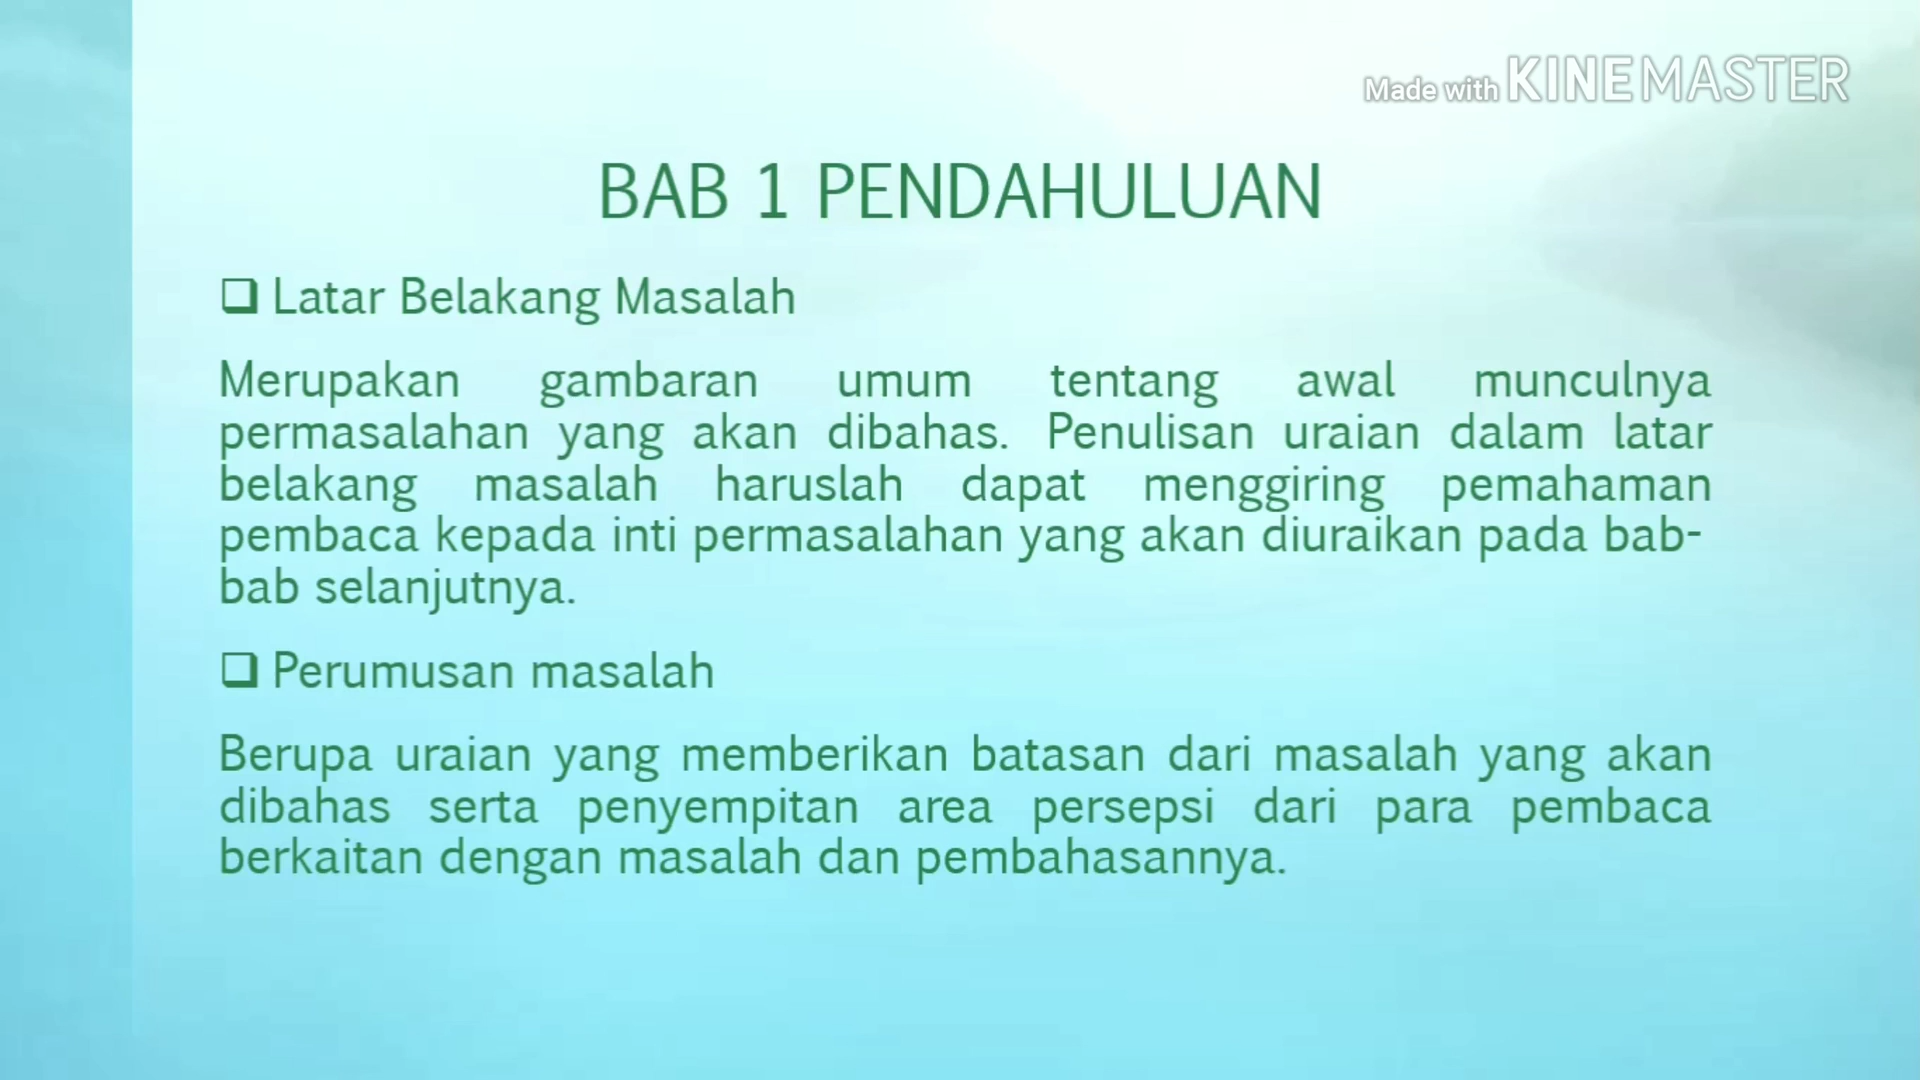 Made with KINEMASTER
BAB 1 PENDAHULUAN
❑ Latar Belakang Masalah
Merupakan gambaran umum tentang awal munculnya
permasalahan yang akan dibahas. Penulisan uraian dalam latar
belakang masalah haruslah dapat menggiring pemahaman
pembaca kepada inti permasalahan yang akan diuraikan pada bab-
bab selanjutnya.
❑ Perumusan masalah
Berupa uraian yang memberikan batasan dari masalah yang akan
dibahas serta penyempitan area persepsi dari para pembaca
berkaitan dengan masalah dan pembahasannya.